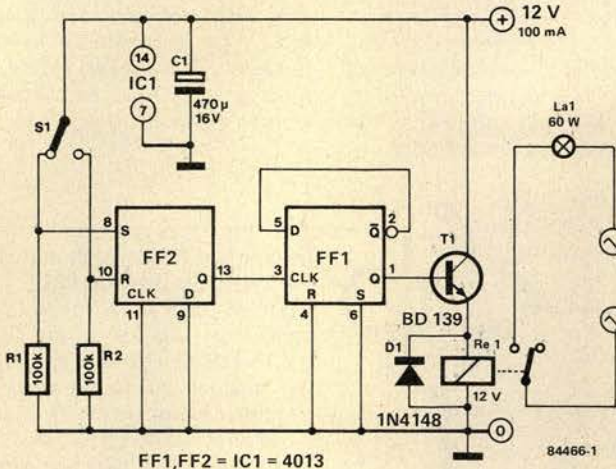 12 V
100 mA
14
IC1
7
C1
470 µ
16V
S1
La1
60 W
8
S
FF2
10
R
CLK
D
Q
13
11
9
5
D
Q
2
FF1
3
CLK
Q
1
R
S
4
6
T1
BD 139
R1
100k
100k
R2
D1
Re 1
12 V
1N4148
0
FF1,FF2 = IC1 = 4013
84466-1